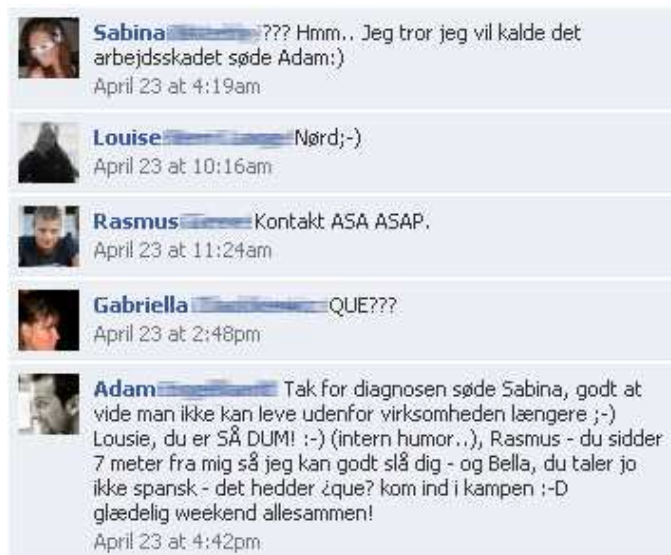 Sabina ??? Hmm.. Jeg tror jeg vil kalde det
arbejdsskadet søde Adam:)
April 23 at 4:19am
Louise Nørd;-)
April 23 at 10:16am
Rasmus Kontakt ASA ASAP.
April 23 at 11:24am
Gabriella QUE???
April 23 at 2:48pm
Adam Tak for diagnosen søde Sabina, godt at
vide man ikke kan leve udenfor virksomheden længere ;-)
Lousie, du er SÅ DUM! :-) (intern humor..), Rasmus - du sidder
7 meter fra mig så jeg kan godt slå dig - og Bella, du taler jo
ikke spansk - det hedder ¿que? kom ind i kampen :-D
glædelig weekend allesammen!
April 23 at 4:42pm